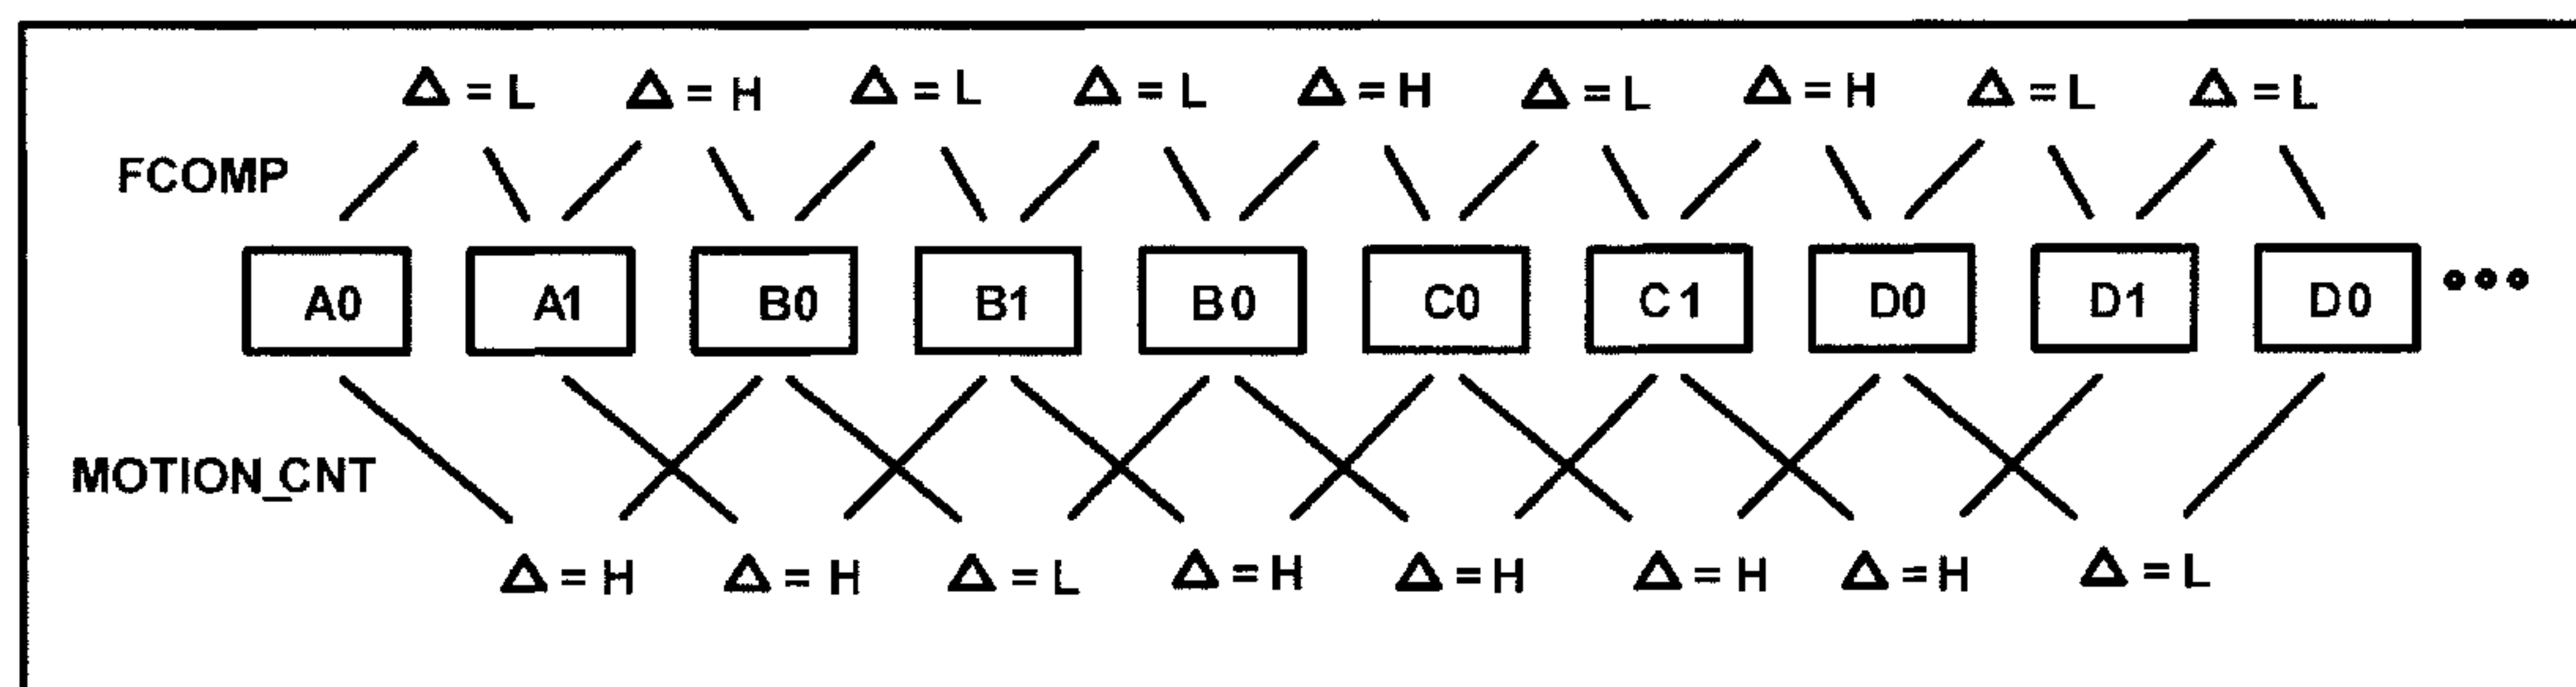 Δ = L Δ = H Δ = L Δ = L Δ = H Δ = L Δ = H Δ = L Δ = L
FCOMP
A0 A1 B0 B1 B0 C0 C1 D0 D1 D0 •••
MOTION_CNT
Δ = H Δ = H Δ = L Δ = H Δ = H Δ = H Δ = H Δ = L